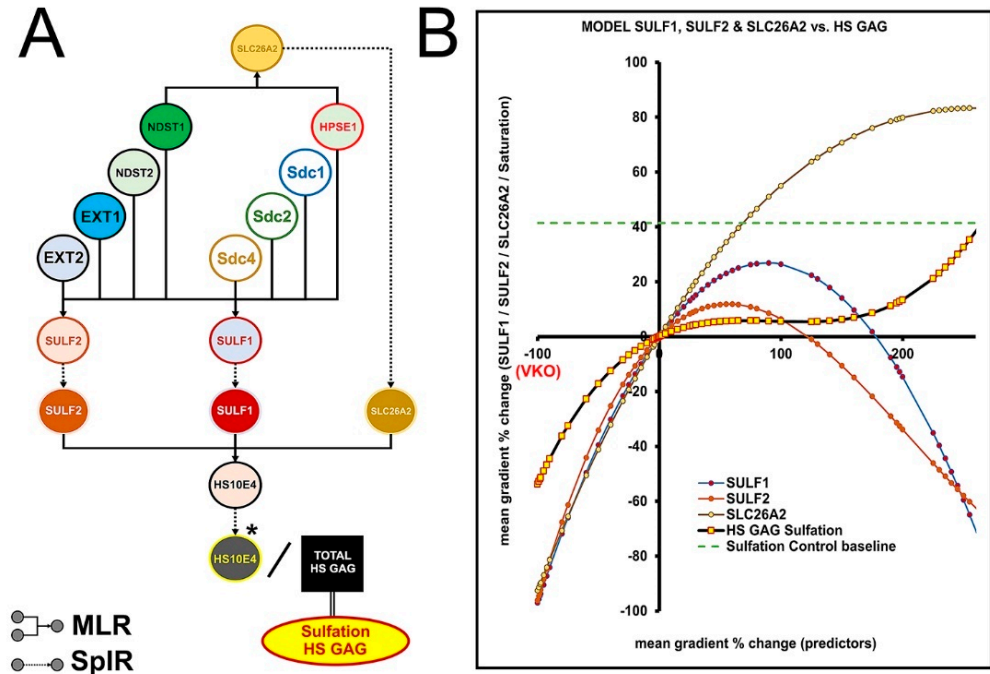 A
SLC26A2
NDST1
HPSE1
NDST2
Sdc1
EXT1
Sdc2
EXT2
Sdc4
SULF2
SULF1
SULF2
SULF1
SLC26A2
HS10E4
HS10E4
*
/
TOTAL
HS GAG
Sulfation
HS GAG
MLR
SplR
B
MODEL SULF1, SULF2 & SLC26A2 vs. HS GAG
mean gradient % change (SULF1 / SULF2 / SLC26A2 / Saturation)
100
80
60
40
20
0
-20
-40
-60
-80
-100
-100
(VKO)
0
100
200
SULF1
SULF2
SLC26A2
HS GAG Sulfation
Sulfation Control baseline
mean gradient % change (predictors)